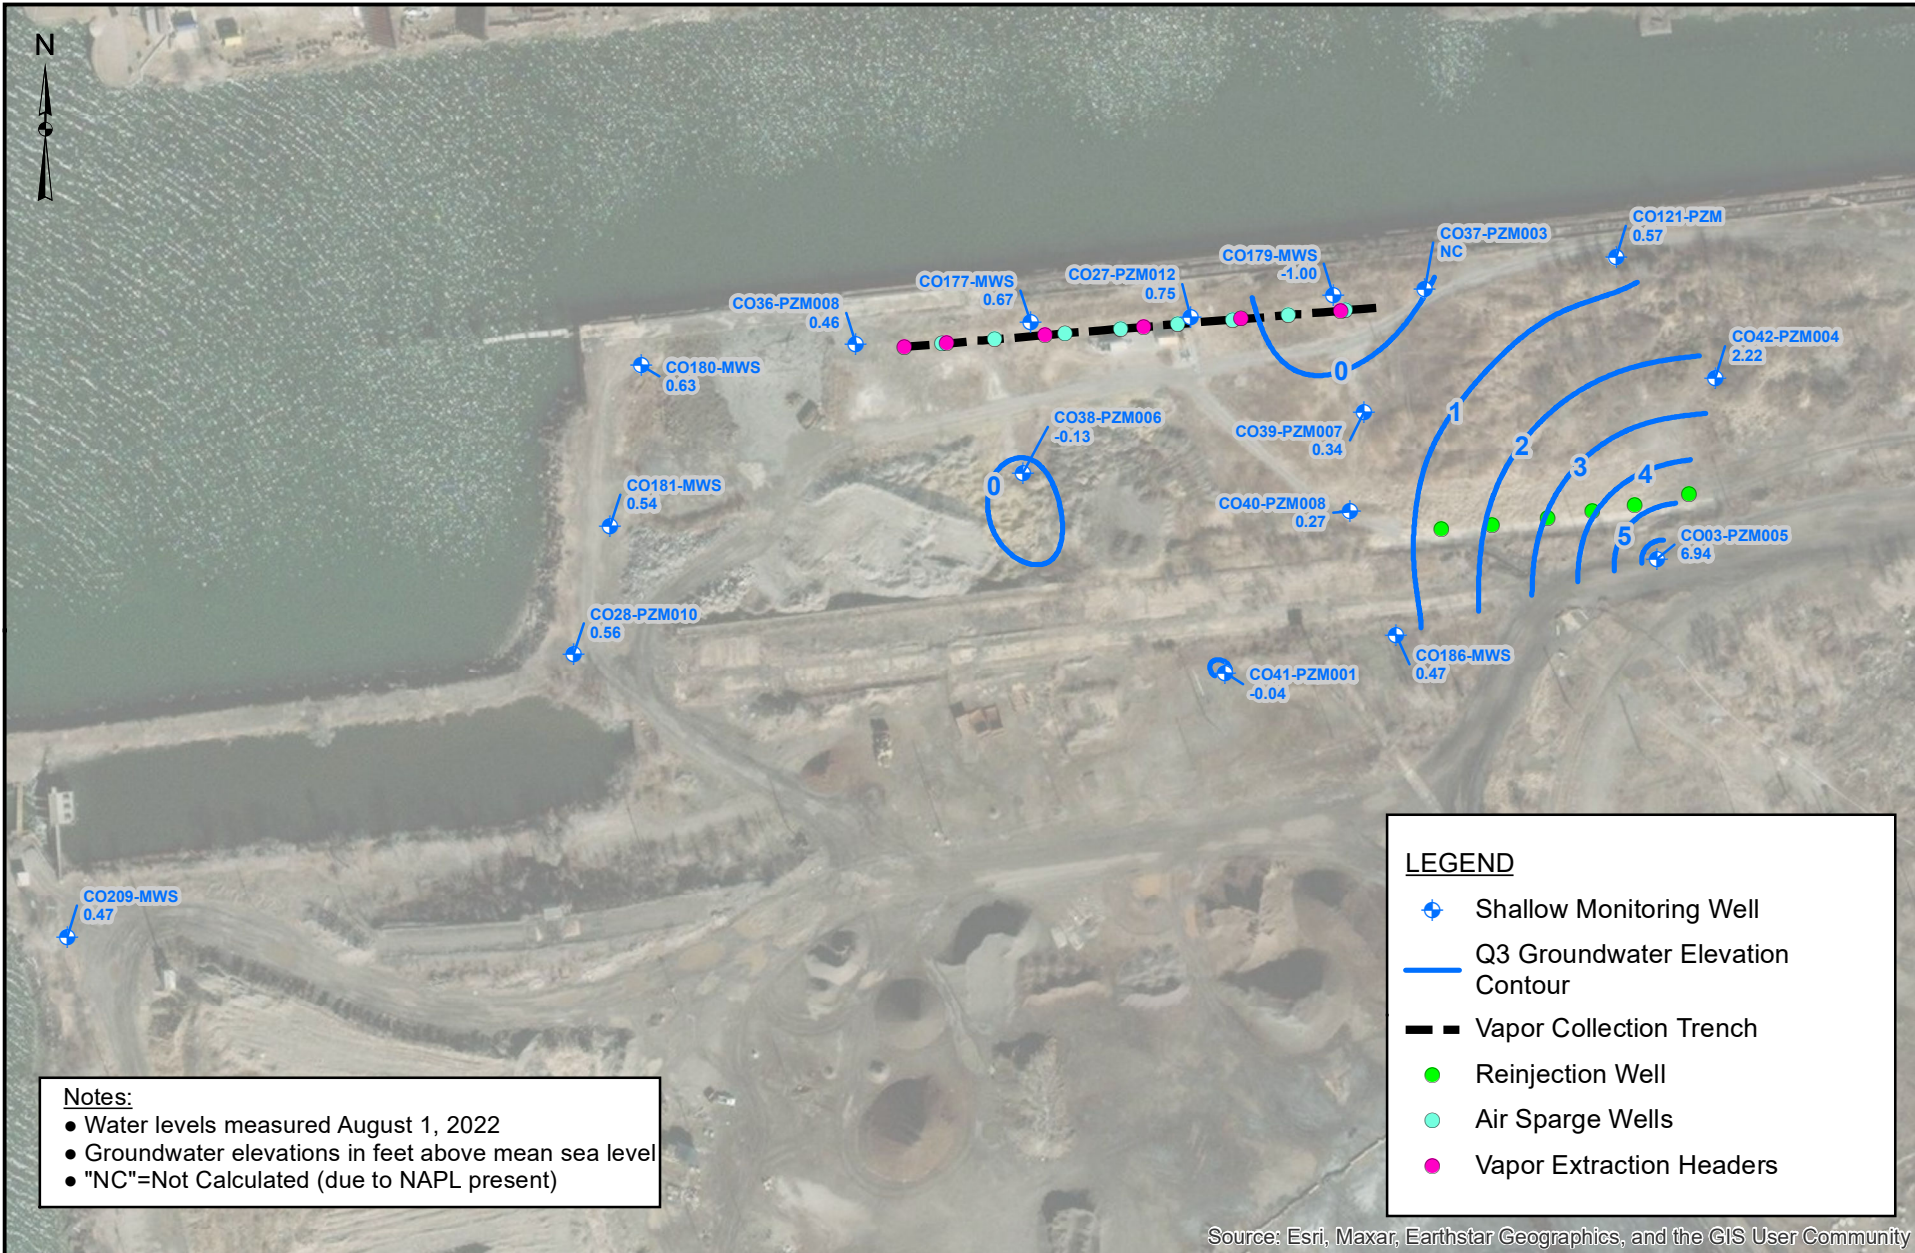 N
CO121-PZM
0.57
CO37-PZM003
NC
CO179-MWS
-1.00
CO27-PZM012
0.75
CO177-MWS
0.67
CO36-PZM008
0.46
CO180-MWS
0.63
CO42-PZM004
2.22
0
1
2
3
4
5
CO38-PZM006
-0.13
0
CO39-PZM007
0.34
CO181-MWS
0.54
CO40-PZM008
0.27
CO03-PZM005
6.94
CO28-PZM010
0.56
CO186-MWS
0.47
CO41-PZM001
-0.04
CO209-MWS
0.47
LEGEND
Shallow Monitoring Well
Q3 Groundwater Elevation
Contour
Vapor Collection Trench
Reinjection Well
Air Sparge Wells
Vapor Extraction Headers
Notes:
● Water levels measured August 1, 2022
● Groundwater elevations in feet above mean sea level
● "NC"=Not Calculated (due to NAPL present)
Source: Esri, Maxar, Earthstar Geographics, and the GIS User Community